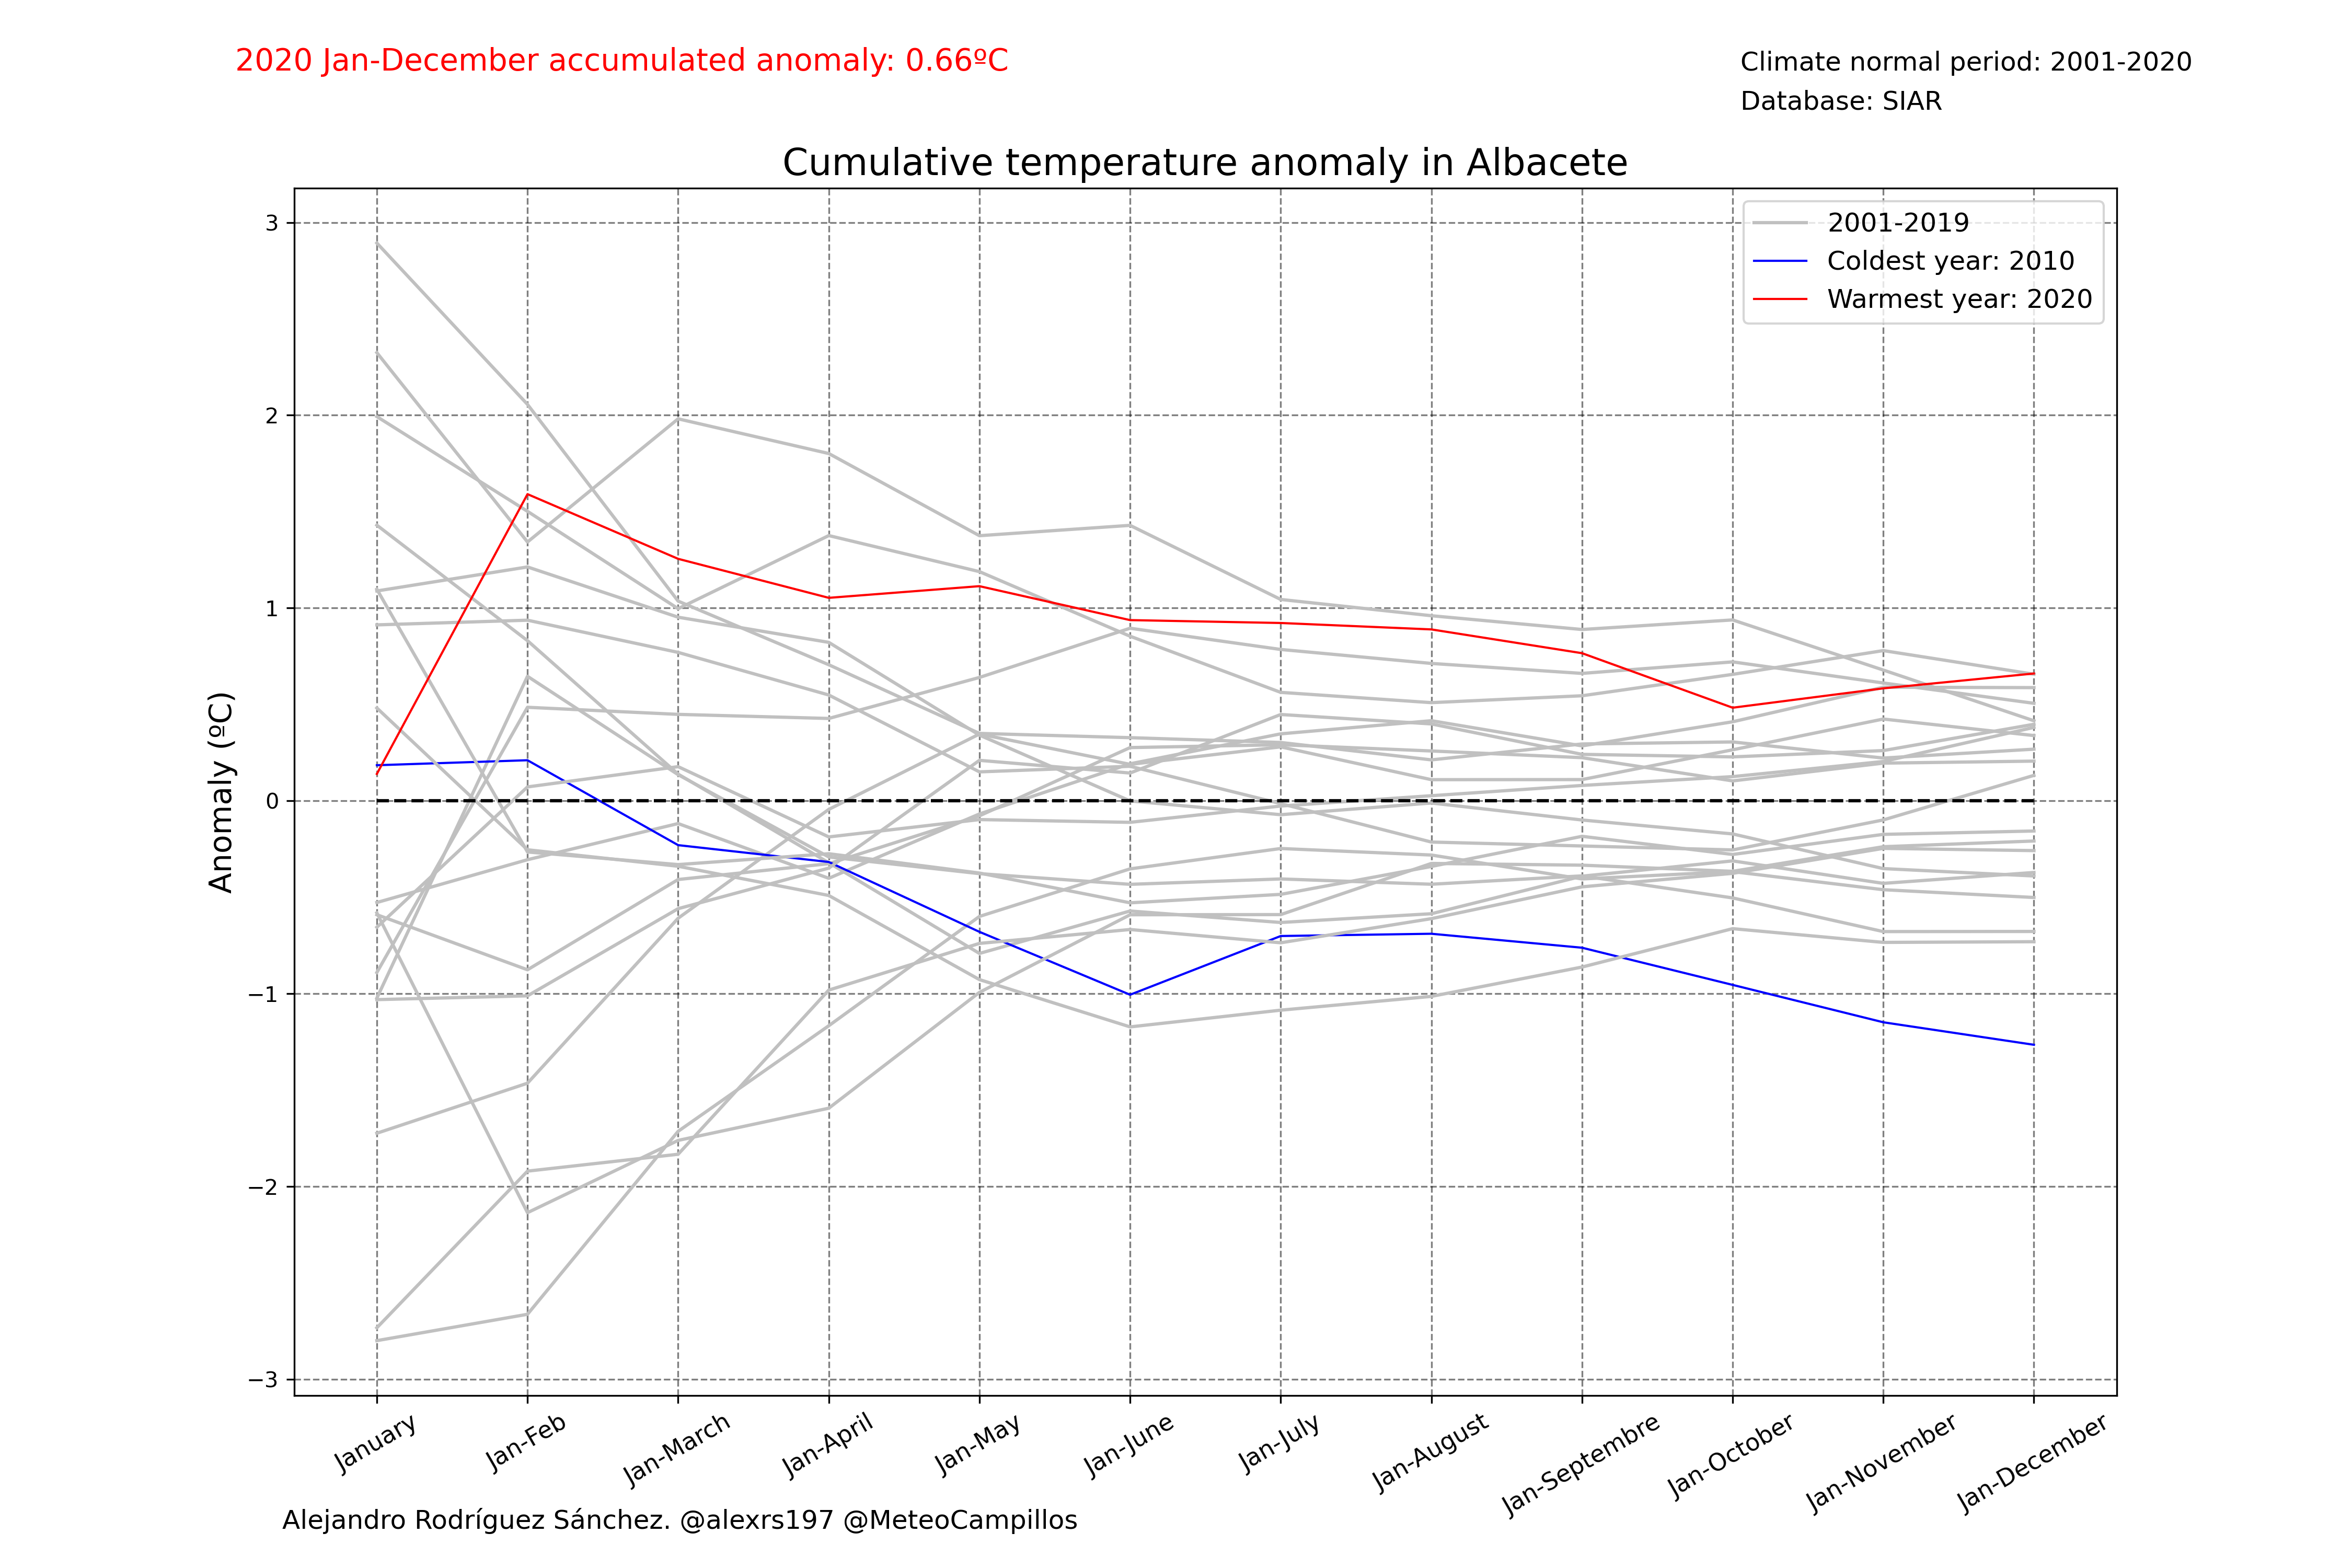 2020 Jan-December accumulated anomaly: 0.66ºC
Climate normal period: 2001-2020
Database: SIAR
Cumulative temperature anomaly in Albacete
2001-2019
Coldest year: 2010
Warmest year: 2020
Anomaly (ºC)
3
2
1
0
−1
−2
−3
January
Jan-Feb
Jan-March
Jan-April
Jan-May
Jan-June
Jan-July
Jan-August
Jan-Septembre
Jan-October
Jan-November
Jan-December
Alejandro Rodríguez Sánchez. @alexrs197 @MeteoCampillos